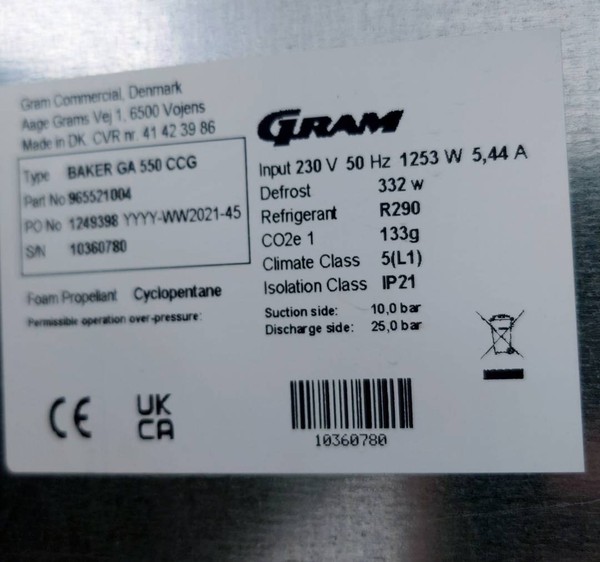 Gram Commercial, Denmark
Aage Grams Vej 1, 6500 Vojens
Made in DK. CVR nr. 41 42 39 86
Type BAKER GA 550 CCG
Part No 965521004
PO No 1249398 YYYY-WW2021-45
S/N 10360780
Foam Propellant Cyclopentane
Permissible operation over-pressure:
GRAM
Input 230 V 50 Hz 1253 W 5,44 A
Defrost 332 w
Refrigerant R290
CO2e 1 133g
Climate Class 5(L1)
Isolation Class IP21
Suction side: 10,0 bar
Discharge side: 25,0 bar
CE
UK
CA
10360780